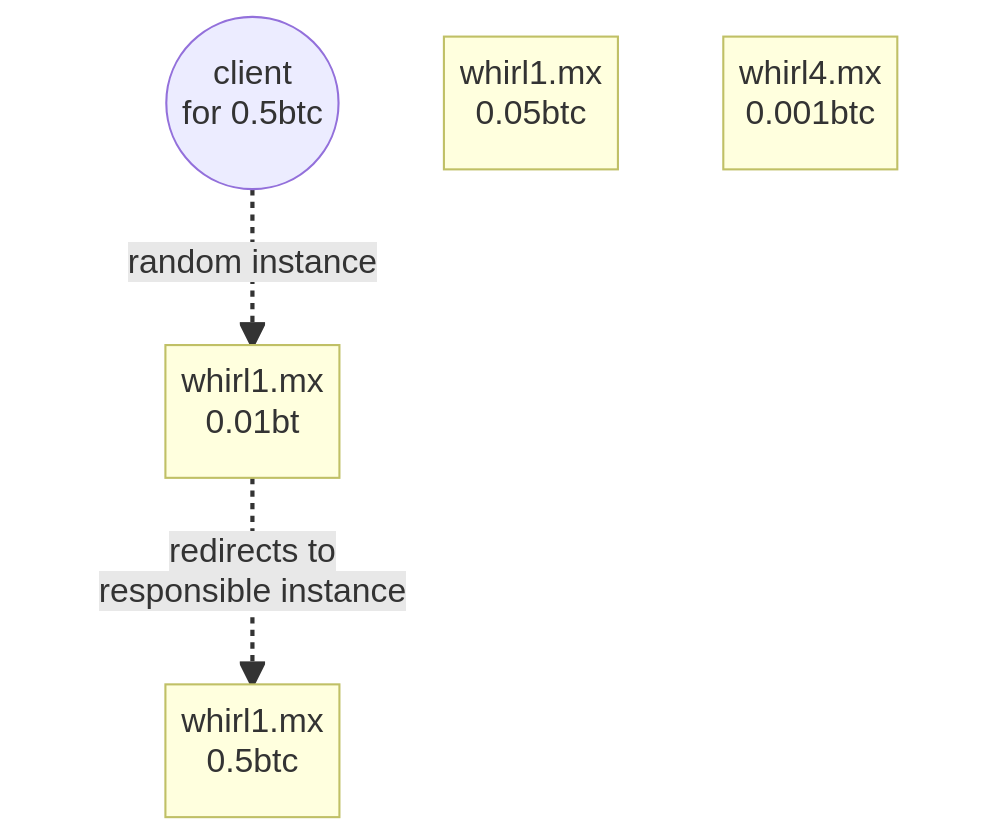 client
for 0.5btc
whirl1.mx
0.05btc
whirl4.mx
0.001btc
random instance
whirl1.mx
0.01bt
redirects to
responsible instance
whirl1.mx
0.5btc